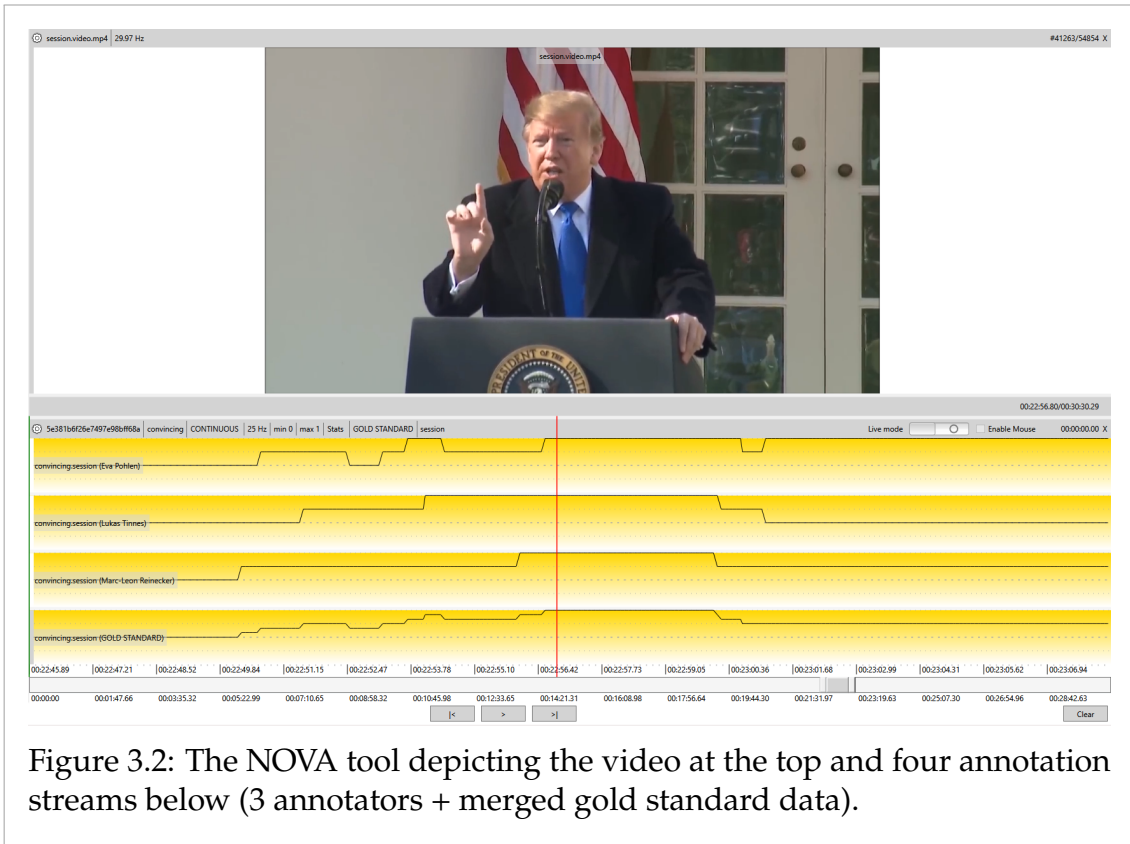 session.video.mp4 29.97 Hz #41263/54854 X
session.video.mp4
PRESIDENT OF THE UNITED
00:22:56.80/00:30:30.29
5e381b6f26e7497e98bff68a convincing CONTINUOUS 25 Hz min 0 max 1 Stats GOLD STANDARD session Live mode Enable Mouse 00:00:00.00 X
convincing.session (Eva Pohlen)
convincing.session (Lukas Tinnes)
convincing.session (Marc-Leon Reinecker)
convincing.session (GOLD STANDARD)
00:22:45.89 00:22:47.21 00:22:48.52 00:22:49.84 00:22:51.15 00:22:52.47 00:22:53.78 00:22:55.10 00:22:56.42 00:22:57.73 00:22:59.05 00:23:00.36 00:23:01.68 00:23:02.99 00:23:04.31 00:23:05.62 00:23:06.94
00:00:00 00:01:47.66 00:03:35.32 00:05:22.99 00:07:10.65 00:08:58.32 00:10:45.98 00:12:33.65 00:14:21.31 00:16:08.98 00:17:56.64 00:19:44.30 00:21:31.97 00:23:19.63 00:25:07.30 00:26:54.96 00:28:42.63
|< > >| Clear
Figure 3.2: The NOVA tool depicting the video at the top and four annotation
streams below (3 annotators + merged gold standard data).